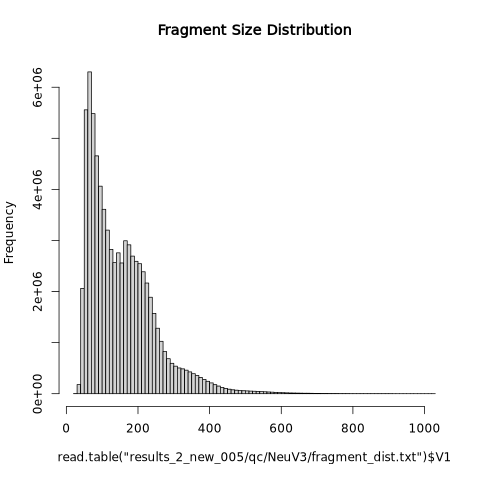 Fragment Size Distribution
Frequency
6e+06
4e+06
2e+06
0e+00
0 200 400 600 800 1000
read.table("results_2_new_005/qc/NeuV3/fragment_dist.txt")$V1